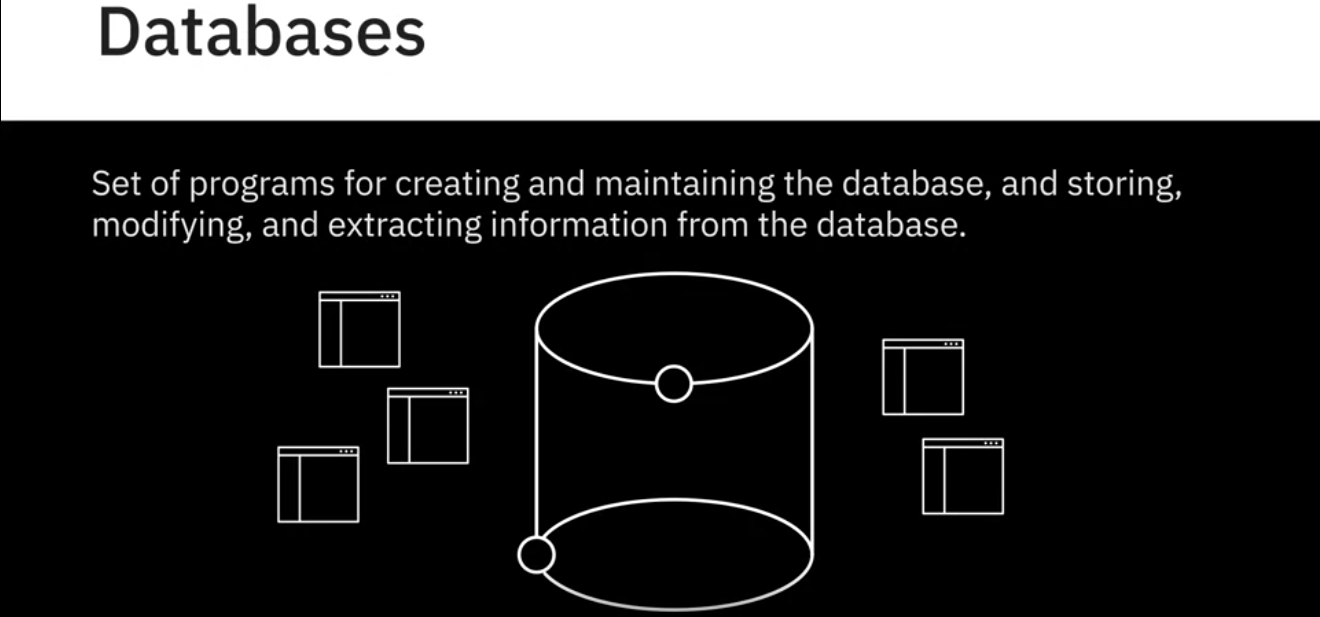 Databases
Set of programs for creating and maintaining the database, and storing,
modifying, and extracting information from the database.